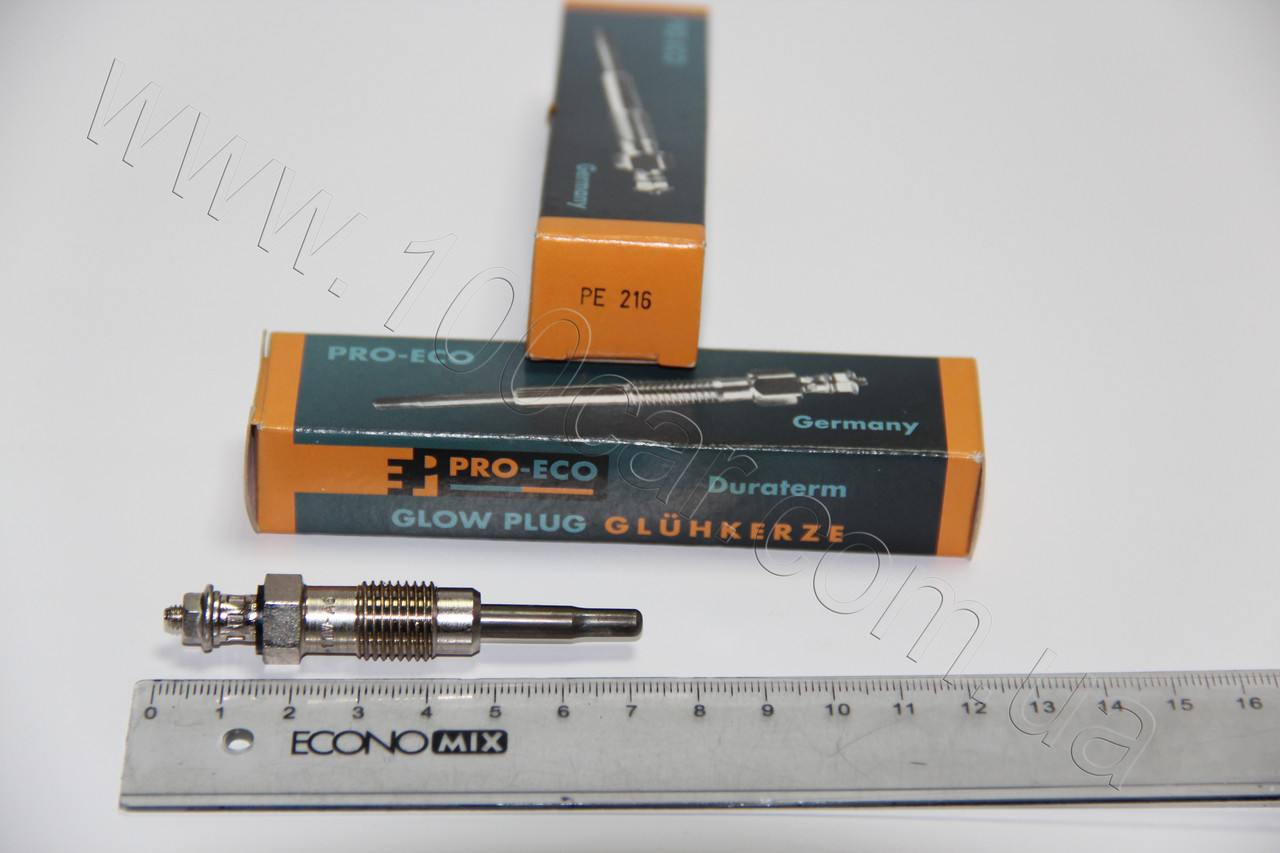 Germany
PE 216
PRO-ECO
Germany
PRO-ECO
Duraterm
GLOW PLUG GLÜHKERZE
0 1 2 3 4 5 6 7 8 9 10 11 12 13 14 15 16
ECONOMIX
www.100car.com.ua